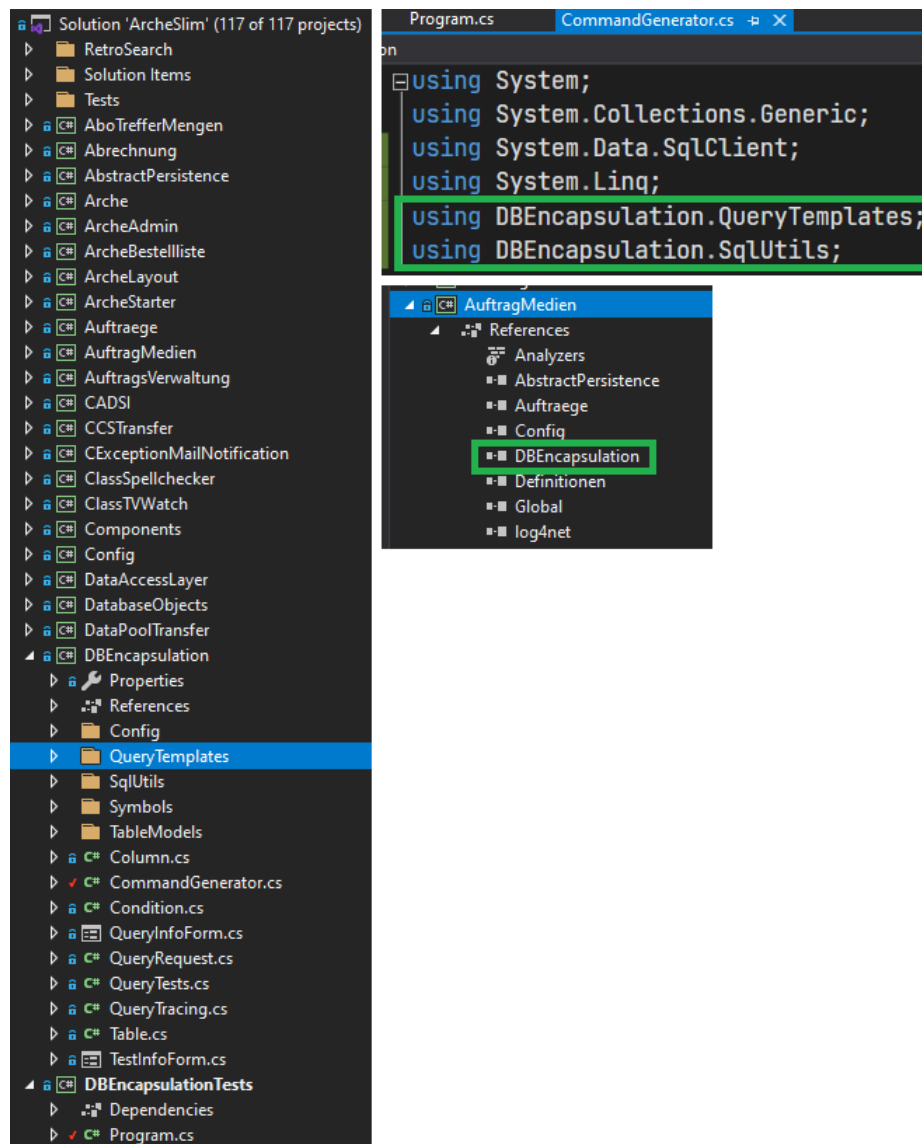 Solution 'ArcheSlim' (117 of 117 projects)
RetroSearch
Solution Items
Tests
C# AboTrefferMengen
C# Abrechnung
C# AbstractPersistence
C# Arche
C# ArcheAdmin
C# ArcheBestellliste
C# ArcheLayout
C# ArcheStarter
C# Auftraege
C# AuftragMedien
C# AuftragsVerwaltung
C# CADSI
C# CCSTransfer
C# CExceptionMailNotification
C# ClassSpellchecker
C# ClassTVWatch
C# Components
C# Config
C# DataAccessLayer
C# DatabaseObjects
C# DataPoolTransfer
C# DBEncapsulation
Properties
References
Config
QueryTemplates
SqlUtils
Symbols
TableModels
C# Column.cs
C# CommandGenerator.cs
C# Condition.cs
QueryInfoForm.cs
C# QueryRequest.cs
C# QueryTests.cs
C# QueryTracing.cs
C# Table.cs
TestInfoForm.cs
C# DBEncapsulationTests
Dependencies
C# Program.cs
Program.cs CommandGenerator.cs
on
using System;
using System.Collections.Generic;
using System.Data.SqlClient;
using System.Linq;
using DBEncapsulation.QueryTemplates;
using DBEncapsulation.SqlUtils;
C# AuftragMedien
References
Analyzers
AbstractPersistence
Auftraege
Config
DBEncapsulation
Definitionen
Global
log4net